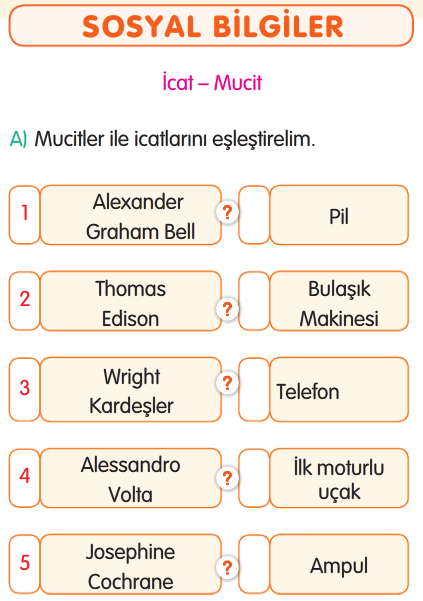 SOSYAL BİLGİLER
İcat – Mucit
A) Mucitler ile icatlarını eşleştirelim.
1
Alexander
Graham Bell
?
Pil
2
Thomas
Edison
?
Bulaşık
Makinesi
3
Wright
Kardeşler
?
Telefon
4
Alessandro
Volta
?
İlk moturlu
uçak
5
Josephine
Cochrane
?
Ampul